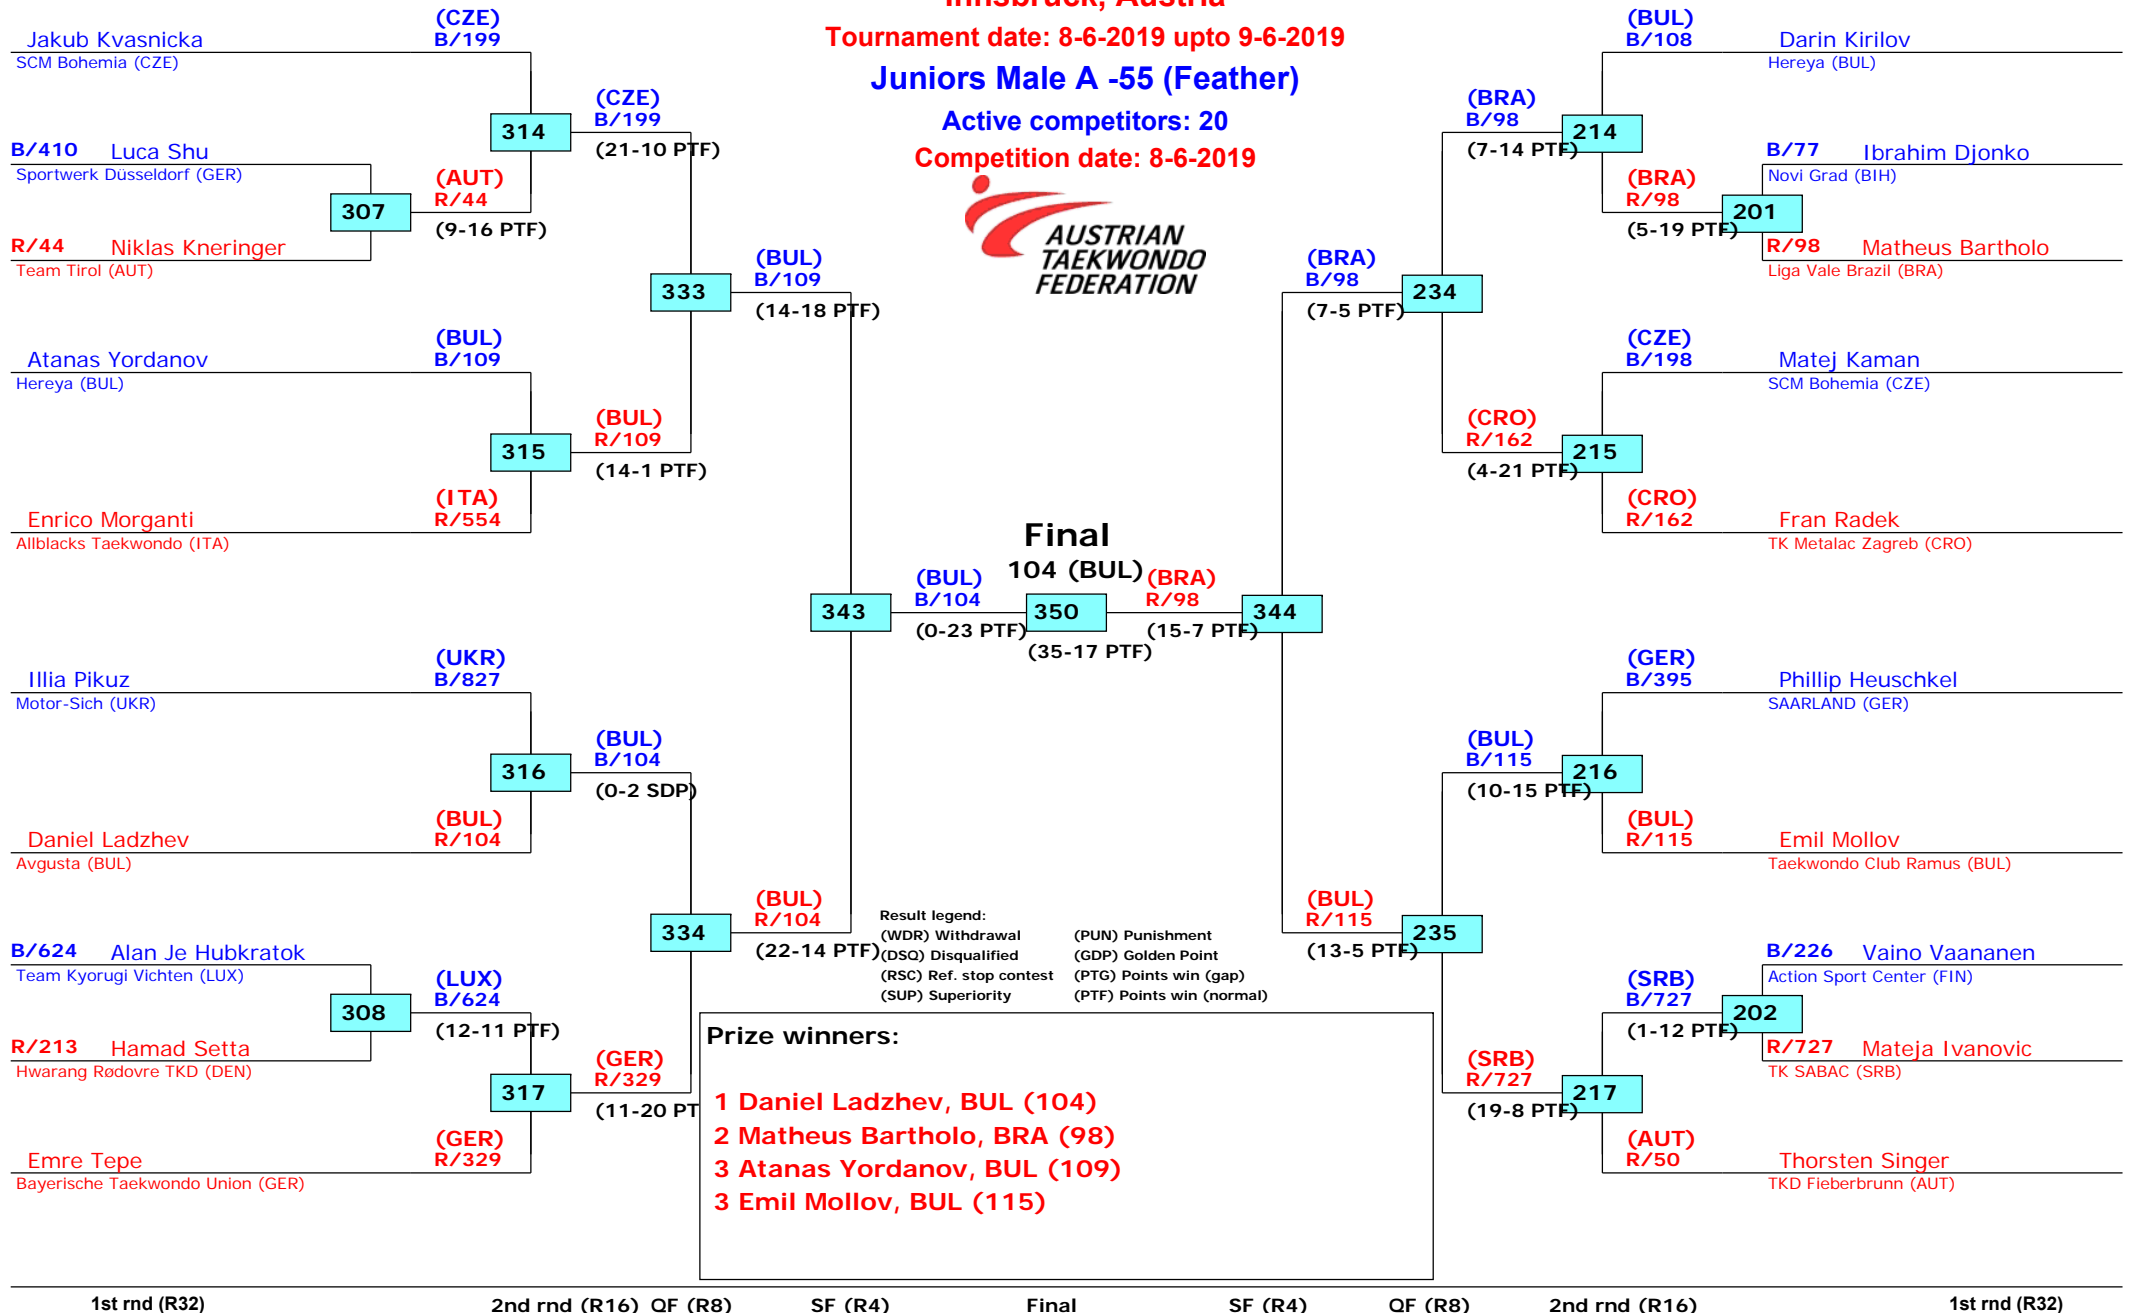 Innsbruck, Austria
Tournament date: 8-6-2019 upto 9-6-2019
Juniors Male A -55 (Feather)
Active competitors: 20
Competition date: 8-6-2019
AUSTRIAN
TAEKWONDO
FEDERATION
Jakub Kvasnicka
SCM Bohemia (CZE)
(CZE)
B/199
B/410 Luca Shu
Sportwerk Düsseldorf (GER)
307
R/44 Niklas Kneringer
Team Tirol (AUT)
(AUT)
R/44
(9-16 PTF)
314
(CZE)
B/199
(21-10 PTF)
Atanas Yordanov
Hereya (BUL)
(BUL)
B/109
315
(BUL)
R/109
(14-1 PTF)
Enrico Morganti
Allblacks Taekwondo (ITA)
(ITA)
R/554
333
(BUL)
B/109
(14-18 PTF)
Illia Pikuz
Motor-Sich (UKR)
(UKR)
B/827
316
(BUL)
B/104
(0-2 SDP)
Daniel Ladzhev
Avgusta (BUL)
(BUL)
R/104
334
(BUL)
R/104
(22-14 PTF)
B/624 Alan Je Hubkratok
Team Kyorugi Vichten (LUX)
308
R/213 Hamad Setta
Hwarang Rødovre TKD (DEN)
(LUX)
B/624
(12-11 PTF)
317
(GER)
R/329
(11-20 PT
Emre Tepe
Bayerische Taekwondo Union (GER)
(GER)
R/329
343
(BUL)
B/104
(0-23 PTF)
Final
104 (BUL)
350
(35-17 PTF)
(BRA)
R/98
(15-7 PTF)
344
(BRA)
B/98
(7-5 PTF)
234
(BRA)
B/98
(7-14 PTF)
214
(BUL)
B/108
Darin Kirilov
Hereya (BUL)
B/77 Ibrahim Djonko
Novi Grad (BIH)
(BRA)
R/98
(5-19 PTF)
201
R/98 Matheus Bartholo
Liga Vale Brazil (BRA)
(CZE)
B/198
Matej Kaman
SCM Bohemia (CZE)
(CRO)
R/162
(4-21 PTF)
215
(CRO)
R/162
Fran Radek
TK Metalac Zagreb (CRO)
(GER)
B/395
Phillip Heuschkel
SAARLAND (GER)
(BUL)
B/115
(10-15 PTF)
216
(BUL)
R/115
Emil Mollov
Taekwondo Club Ramus (BUL)
(BUL)
R/115
(13-5 PTF)
235
B/226 Vaino Vaananen
Action Sport Center (FIN)
(SRB)
B/727
(1-12 PTF)
202
R/727 Mateja Ivanovic
TK SABAC (SRB)
(SRB)
R/727
(19-8 PTF)
217
(AUT)
R/50
Thorsten Singer
TKD Fieberbrunn (AUT)
Result legend:
(WDR) Withdrawal (PUN) Punishment
(DSQ) Disqualified (GDP) Golden Point
(RSC) Ref. stop contest (PTG) Points win (gap)
(SUP) Superiority (PTF) Points win (normal)
Prize winners:
1 Daniel Ladzhev, BUL (104)
2 Matheus Bartholo, BRA (98)
3 Atanas Yordanov, BUL (109)
3 Emil Mollov, BUL (115)
1st rnd (R32) 2nd rnd (R16) QF (R8) SF (R4) Final SF (R4) QF (R8) 2nd rnd (R16) 1st rnd (R32)